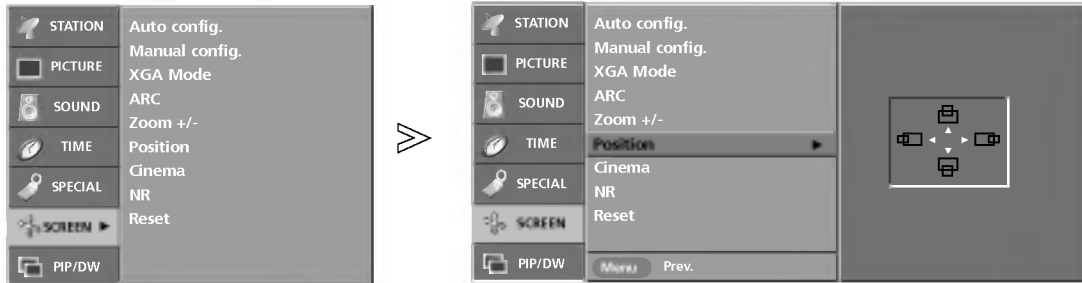 STATION
PICTURE
SOUND
TIME
SPECIAL
SCREEN
PIP/DW
Auto config.
Manual config.
XGA Mode
ARC
Zoom +/-
Position
Cinema
NR
Reset
STATION
PICTURE
SOUND
TIME
SPECIAL
SCREEN
PIP/DW
Auto config.
Manual config.
XGA Mode
ARC
Zoom +/-
Position
Cinema
NR
Reset
Menu Prev.